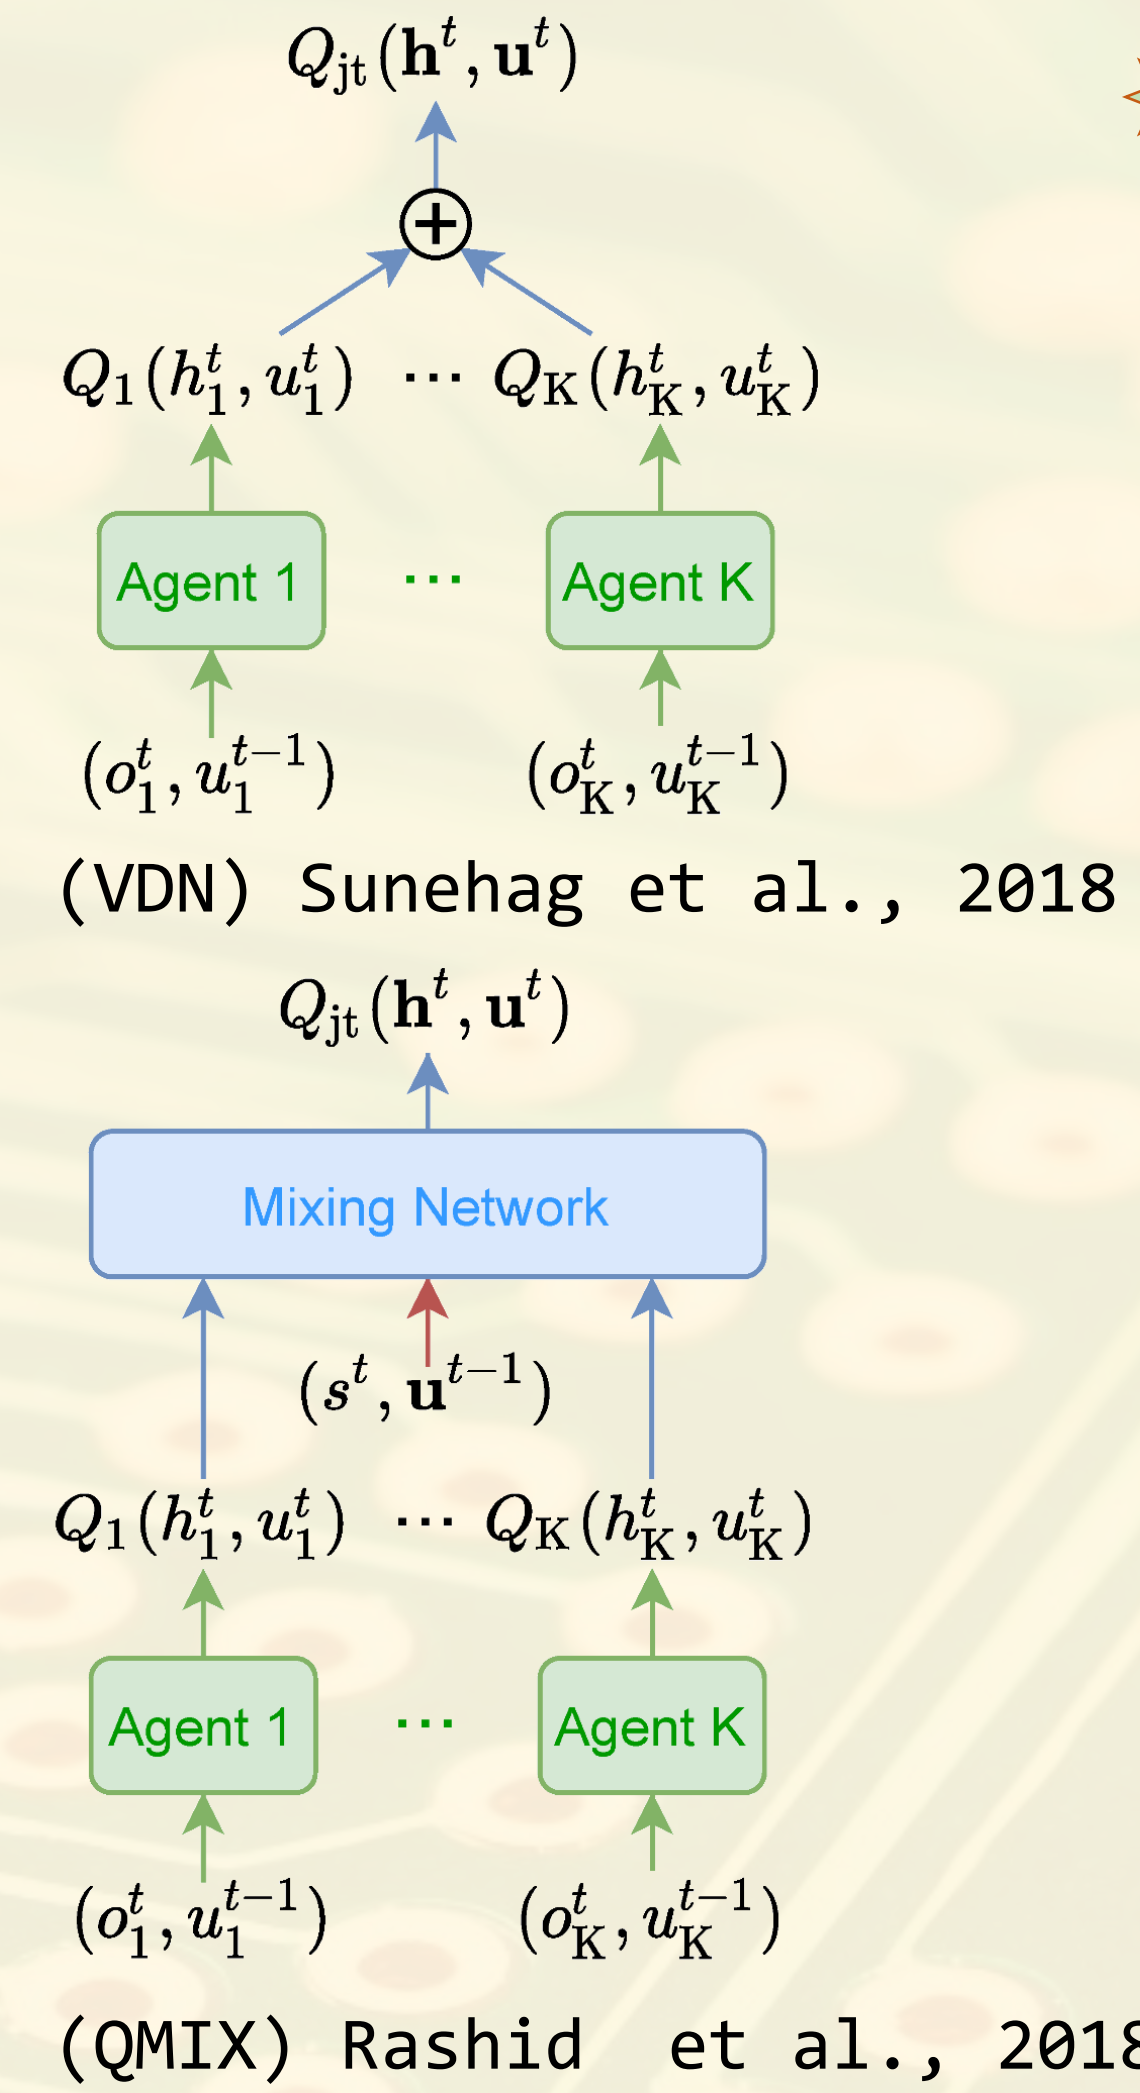 Q_jt(h^t, u^t)
+
Q_1(h_1^t, u_1^t) ⋯ Q_K(h_K^t, u_K^t)
Agent 1 ⋯ Agent K
(o_1^t, u_1^{t−1}) (o_K^t, u_K^{t−1})
(VDN) Sunehag et al., 2018
Q_jt(h^t, u^t)
Mixing Network
(s^t, u^{t−1})
Q_1(h_1^t, u_1^t) ⋯ Q_K(h_K^t, u_K^t)
Agent 1 ⋯ Agent K
(o_1^t, u_1^{t−1}) (o_K^t, u_K^{t−1})
(QMIX) Rashid et al., 2018